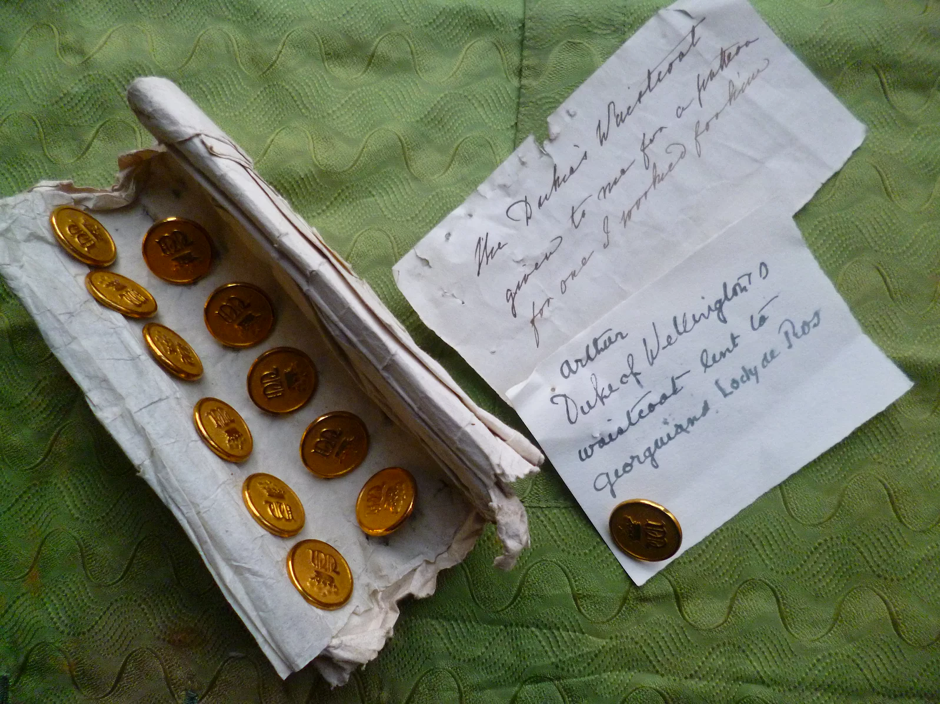 The Duke's Waistcoat
given to me for a pattern
for one I worked for him
arthur
Duke of Wellington's
waistcoat lent to
georgiana Lady de Ros